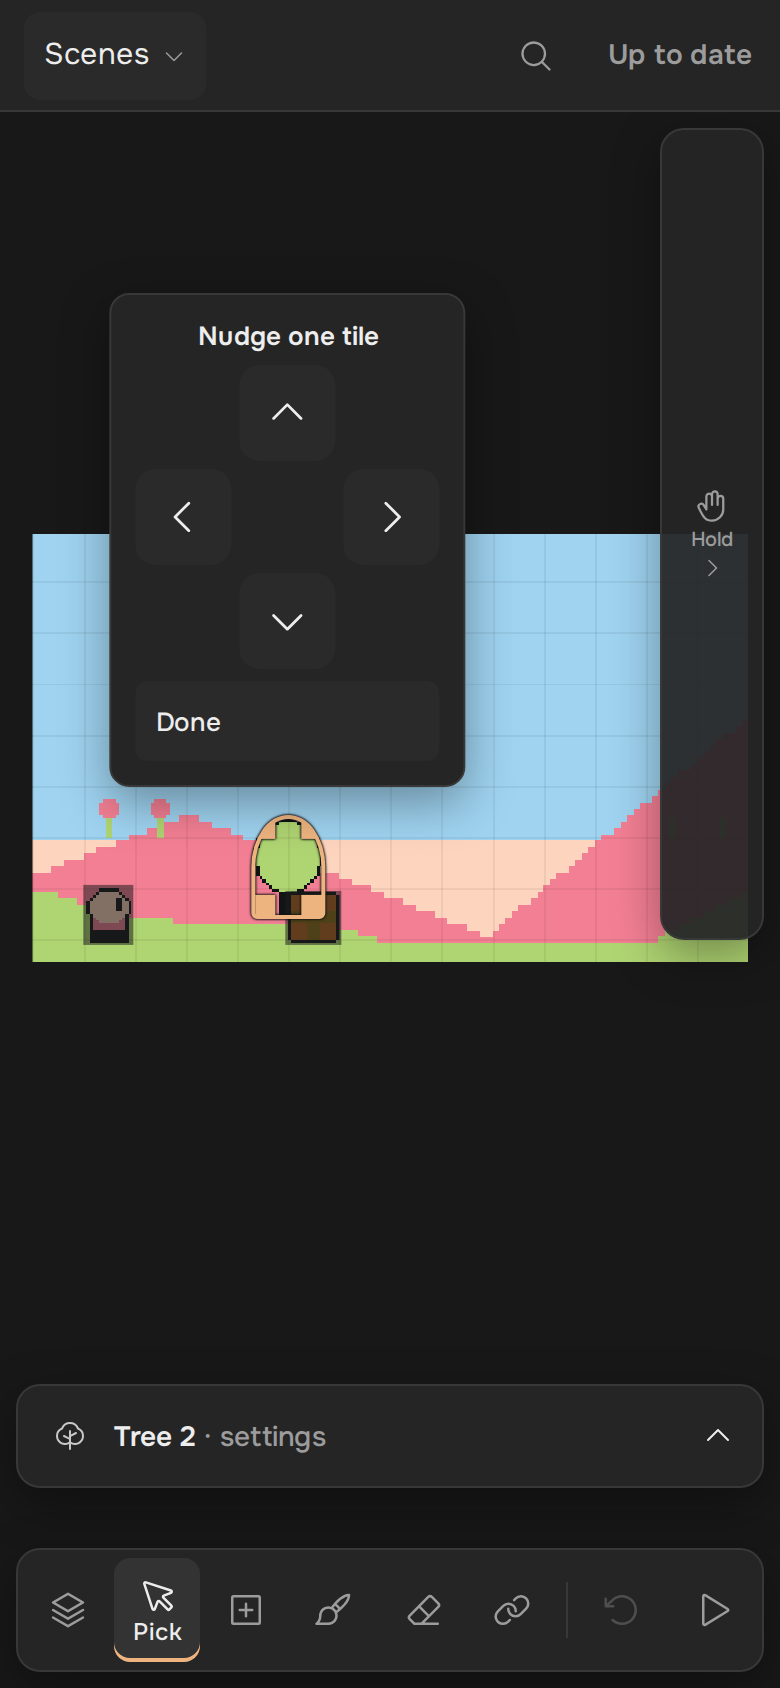 Scenes
Up to date
Nudge one tile
Hold
Done
Tree 2 · settings
Pick